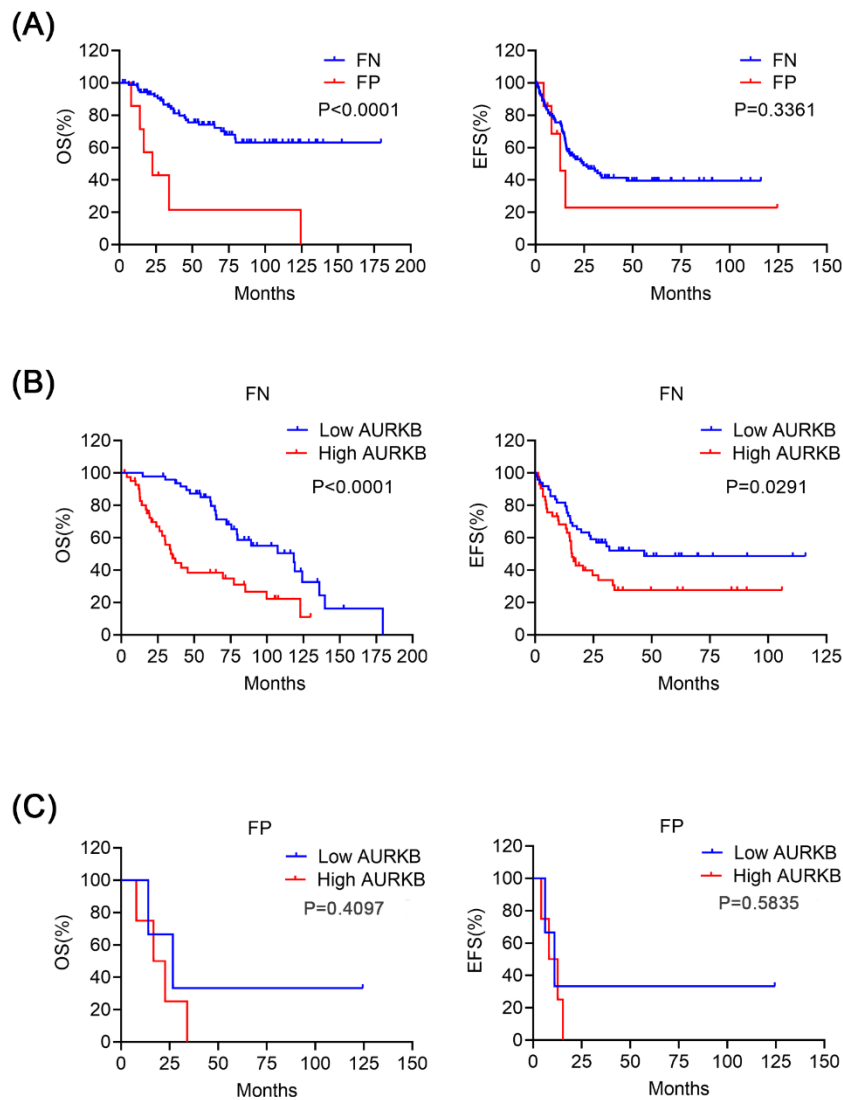 (A)
OS(%)
120
100
80
60
40
20
0
0 25 50 75 100 125 150 175 200
Months
FN
FP
P<0.0001
EFS(%)
120
100
80
60
40
20
0
0 50 100 150
Months
FN
FP
P=0.3361
(B)
FN
OS(%)
120
100
80
60
40
20
0
0 25 50 75 100 125 150 175 200
Months
Low AURKB
High AURKB
P<0.0001
FN
EFS(%)
120
100
80
60
40
20
0
0 25 50 75 100 125
Months
Low AURKB
High AURKB
P=0.0291
(C)
FP
OS(%)
120
100
80
60
40
20
0
0 25 50 75 100 125 150
Months
Low AURKB
High AURKB
P=0.4097
FP
EFS(%)
120
100
80
60
40
20
0
0 25 50 75 100 125 150
Months
Low AURKB
High AURKB
P=0.5835